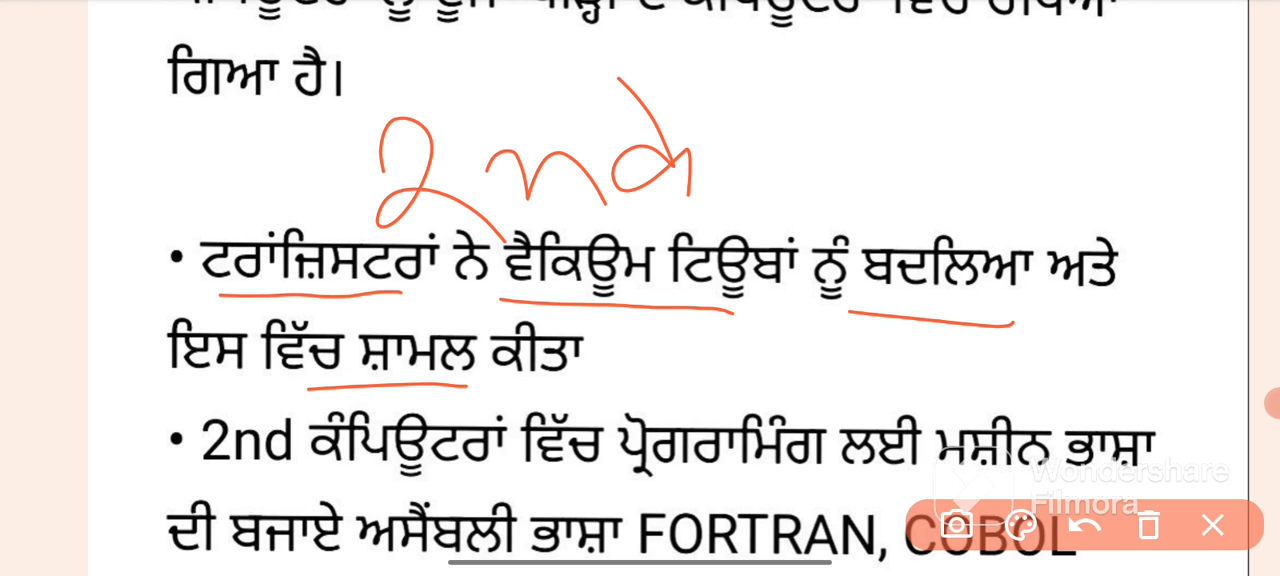 ਗਿਆ ਹੈ।
2nd
• ਟਰਾਂਜ਼ਿਸਟਰਾਂ ਨੇ ਵੈਕਿਊਮ ਟਿਊਬਾਂ ਨੂੰ ਬਦਲਿਆ ਅਤੇ
ਇਸ ਵਿੱਚ ਸ਼ਾਮਲ ਕੀਤਾ
• 2nd ਕੰਪਿਊਟਰਾਂ ਵਿੱਚ ਪ੍ਰੋਗਰਾਮਿੰਗ ਲਈ ਮਸ਼ੀਨ ਭਾਸ਼ਾ
Wondershare
Filmora
ਦੀ ਬਜਾਏ ਅਸੈਂਬਲੀ ਭਾਸ਼ਾ FORTRAN, COBOL